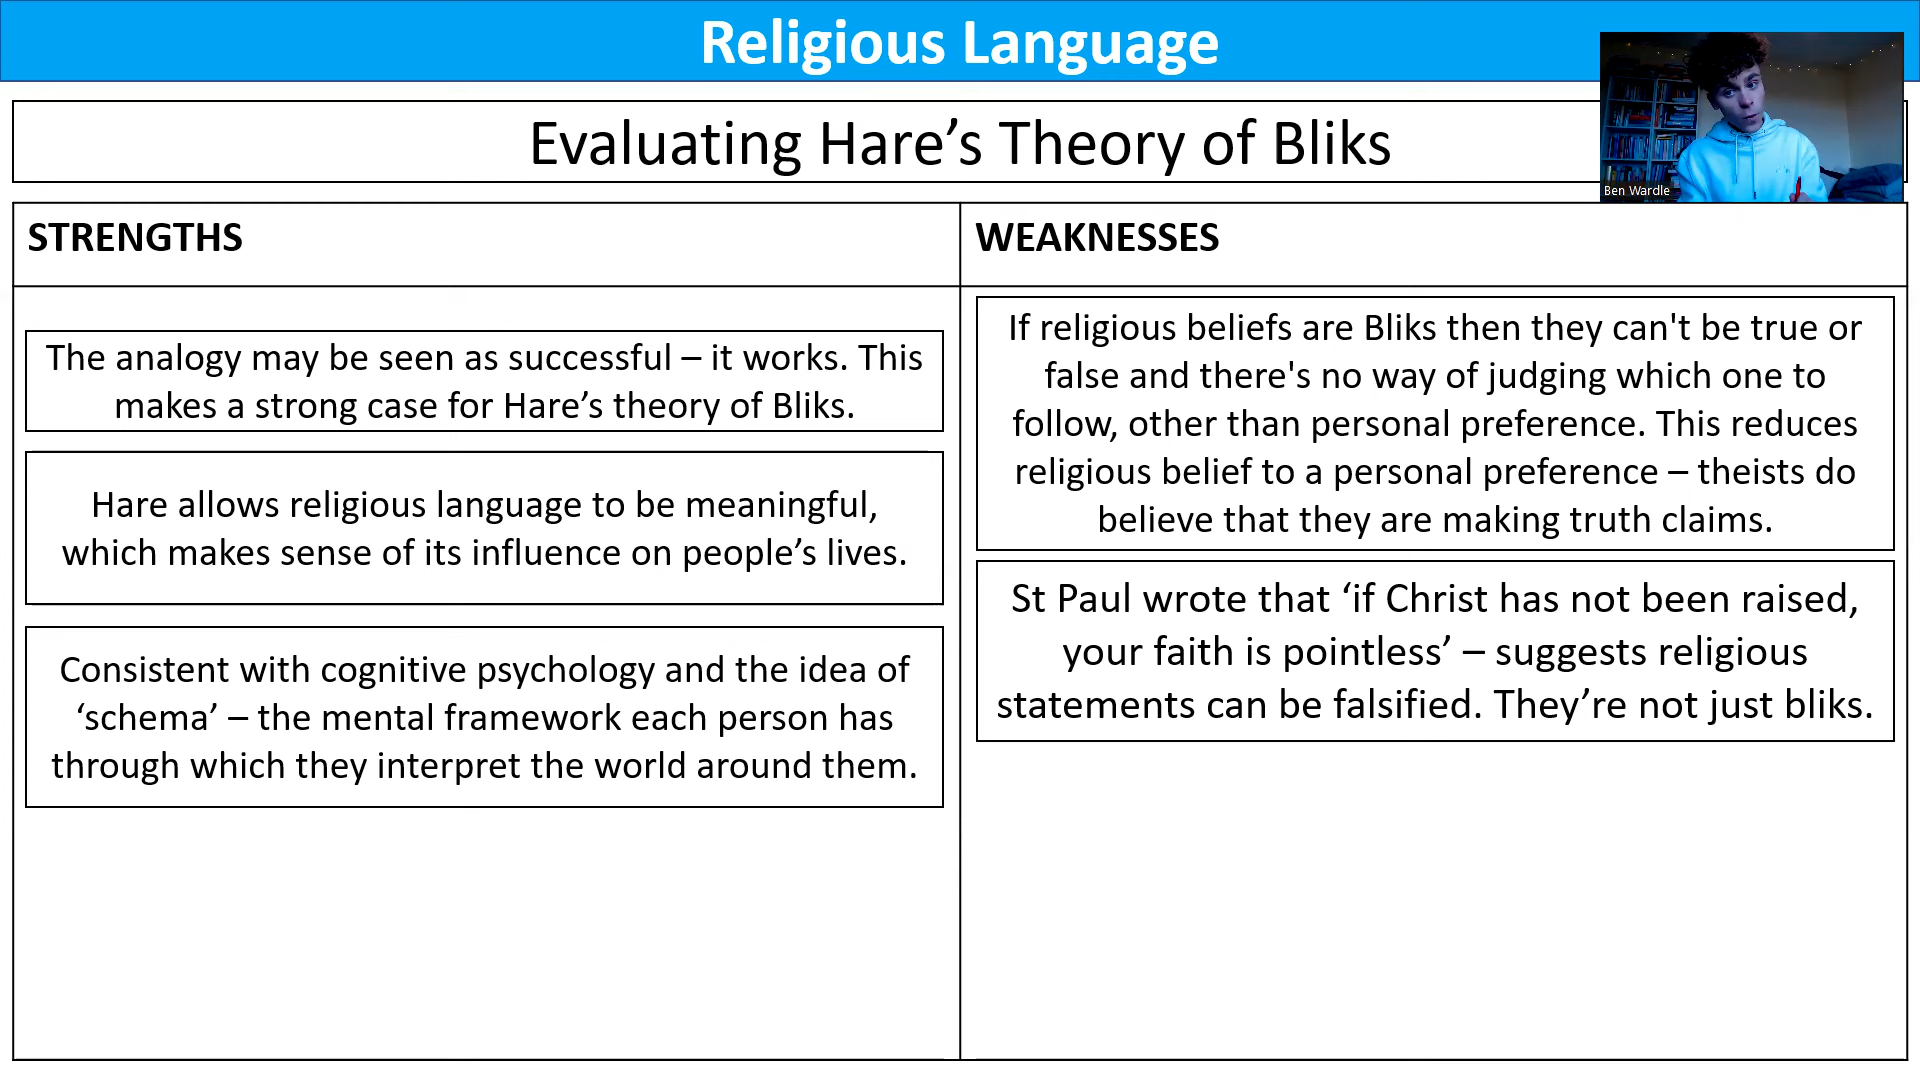 Religious Language
Evaluating Hare’s Theory of Bliks
Ben Wardle
STRENGTHS
The analogy may be seen as successful – it works. This
makes a strong case for Hare’s theory of Bliks.
Hare allows religious language to be meaningful,
which makes sense of its influence on people’s lives.
Consistent with cognitive psychology and the idea of
‘schema’ – the mental framework each person has
through which they interpret the world around them.
WEAKNESSES
If religious beliefs are Bliks then they can't be true or
false and there's no way of judging which one to
follow, other than personal preference. This reduces
religious belief to a personal preference – theists do
believe that they are making truth claims.
St Paul wrote that ‘if Christ has not been raised,
your faith is pointless’ – suggests religious
statements can be falsified. They’re not just bliks.